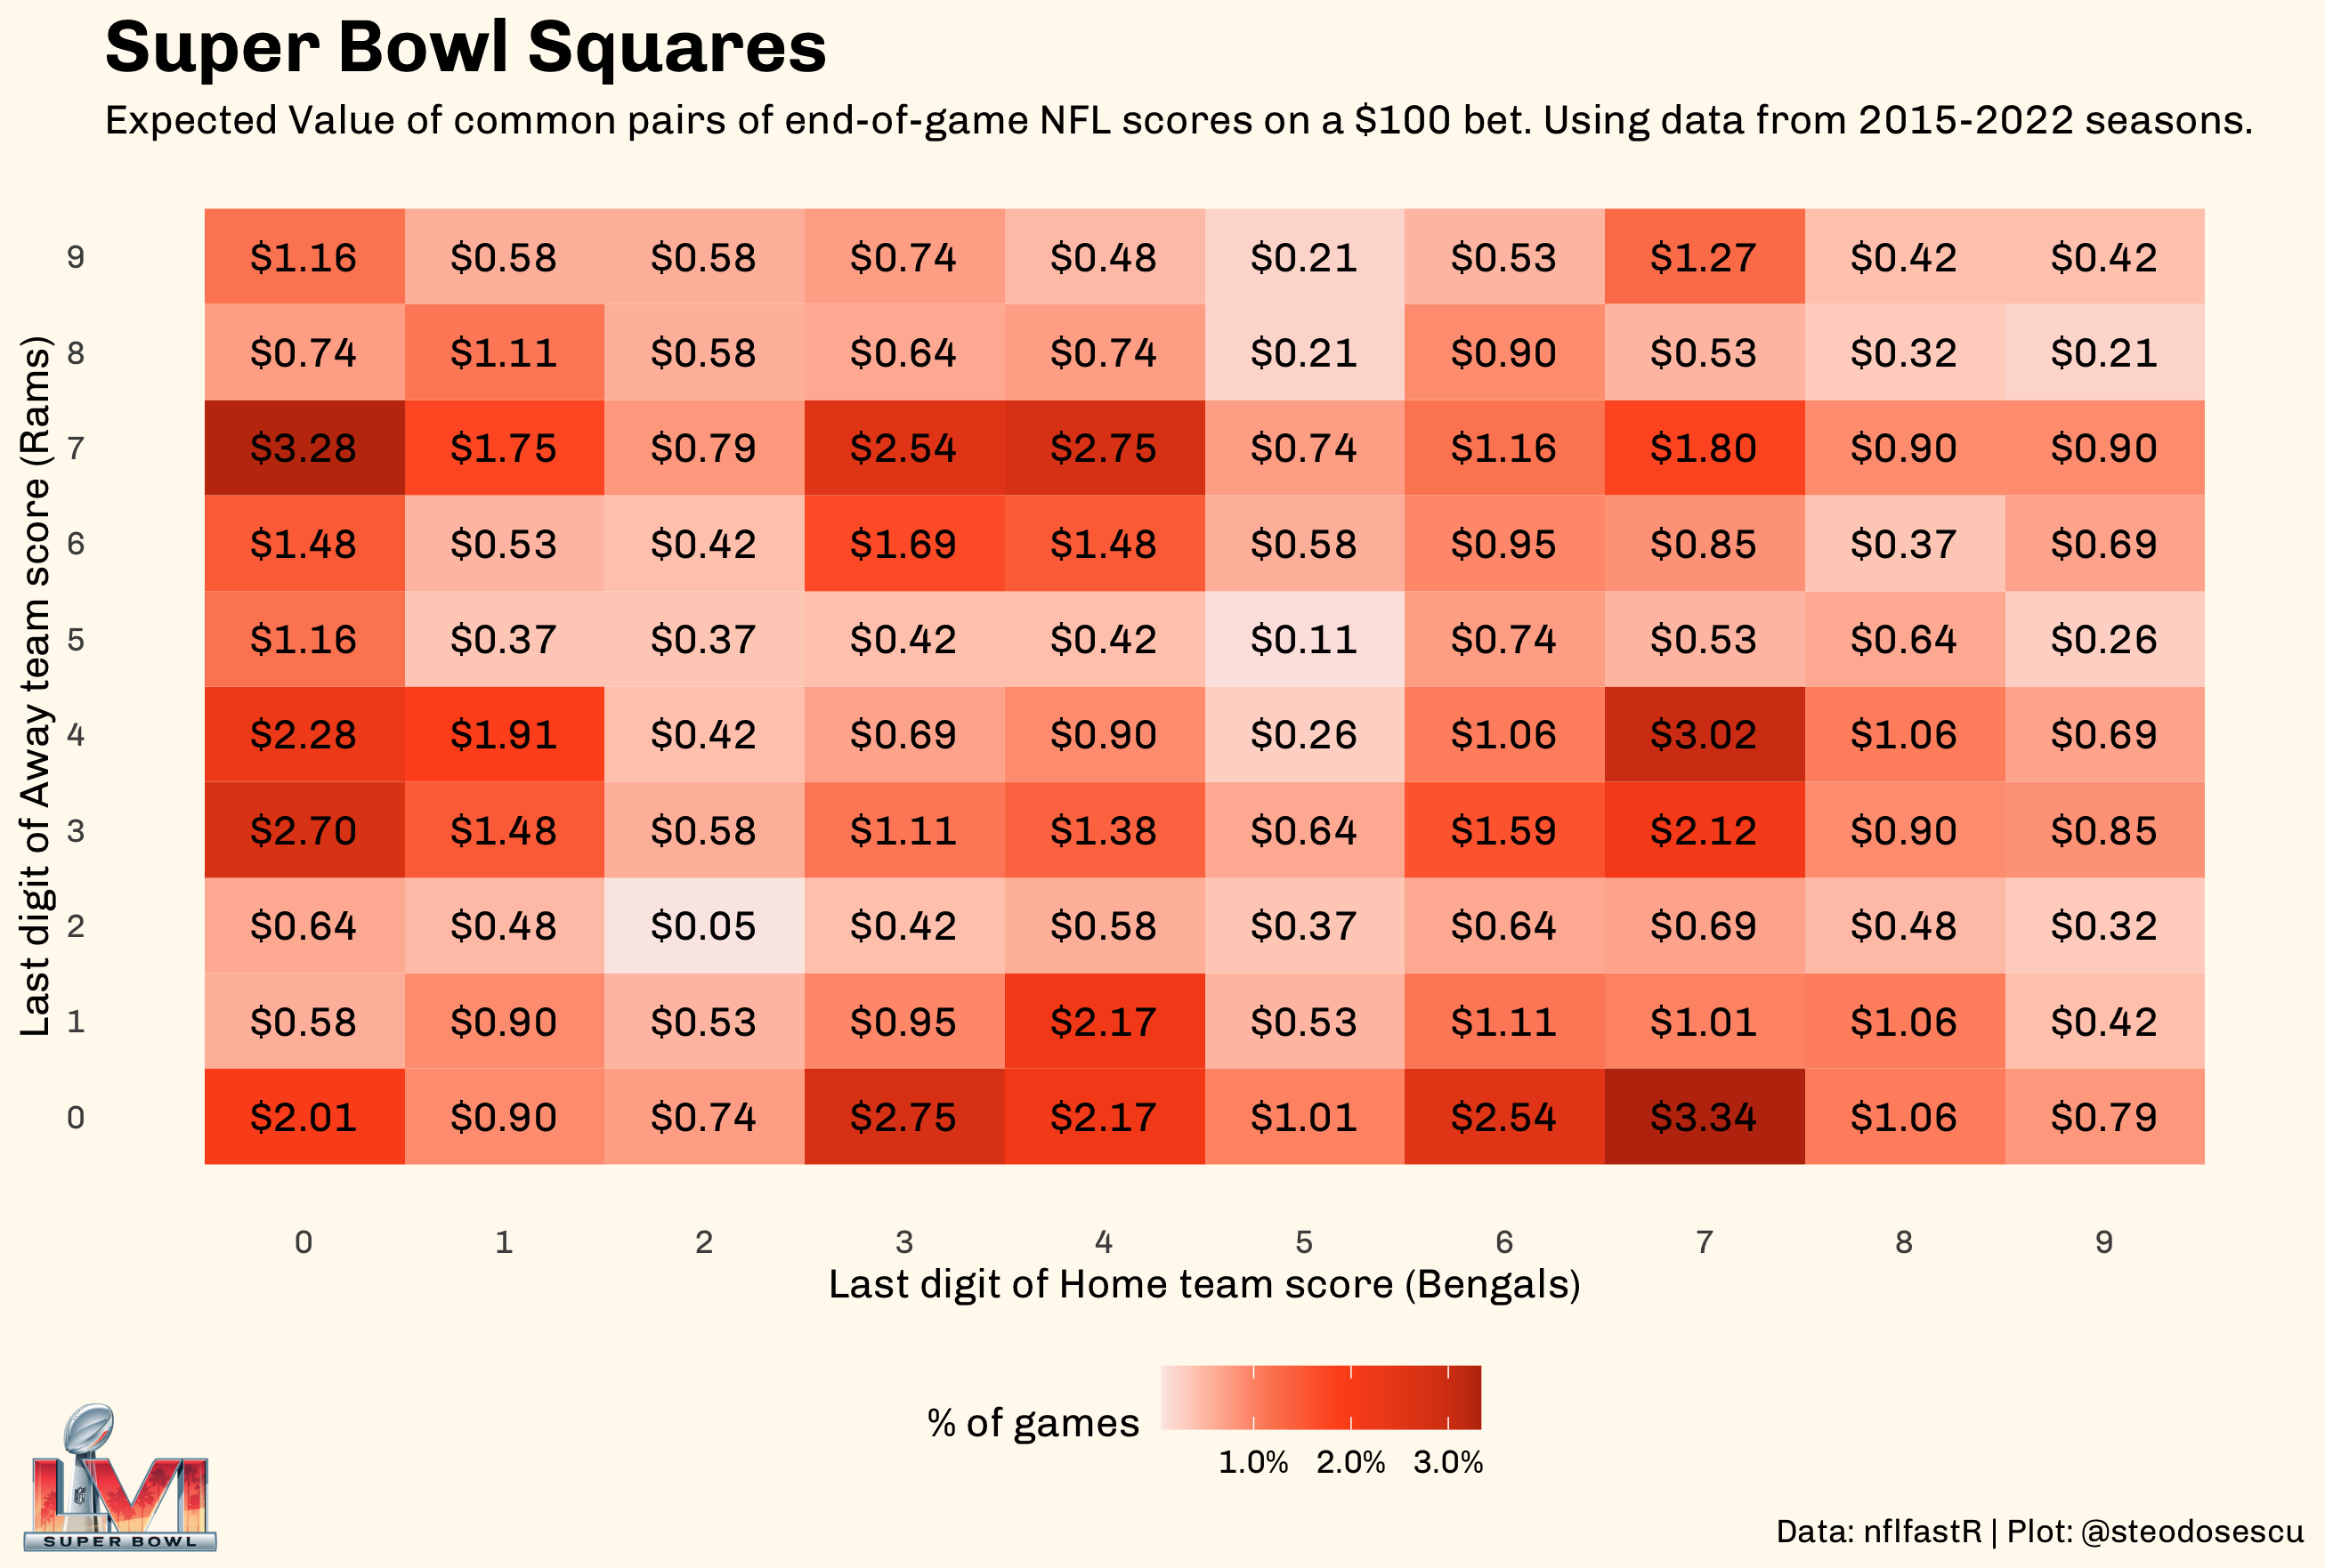 Super Bowl Squares
Expected Value of common pairs of end-of-game NFL scores on a $100 bet. Using data from 2015-2022 seasons.
Last digit of Away team score (Rams)
9 $1.16 $0.58 $0.58 $0.74 $0.48 $0.21 $0.53 $1.27 $0.42 $0.42
8 $0.74 $1.11 $0.58 $0.64 $0.74 $0.21 $0.90 $0.53 $0.32 $0.21
7 $3.28 $1.75 $0.79 $2.54 $2.75 $0.74 $1.16 $1.80 $0.90 $0.90
6 $1.48 $0.53 $0.42 $1.69 $1.48 $0.58 $0.95 $0.85 $0.37 $0.69
5 $1.16 $0.37 $0.37 $0.42 $0.42 $0.11 $0.74 $0.53 $0.64 $0.26
4 $2.28 $1.91 $0.42 $0.69 $0.90 $0.26 $1.06 $3.02 $1.06 $0.69
3 $2.70 $1.48 $0.58 $1.11 $1.38 $0.64 $1.59 $2.12 $0.90 $0.85
2 $0.64 $0.48 $0.05 $0.42 $0.58 $0.37 $0.64 $0.69 $0.48 $0.32
1 $0.58 $0.90 $0.53 $0.95 $2.17 $0.53 $1.11 $1.01 $1.06 $0.42
0 $2.01 $0.90 $0.74 $2.75 $2.17 $1.01 $2.54 $3.34 $1.06 $0.79
0 1 2 3 4 5 6 7 8 9
Last digit of Home team score (Bengals)
% of games
1.0% 2.0% 3.0%
LVI
SUPER BOWL
Data: nflfastR | Plot: @steodosescu